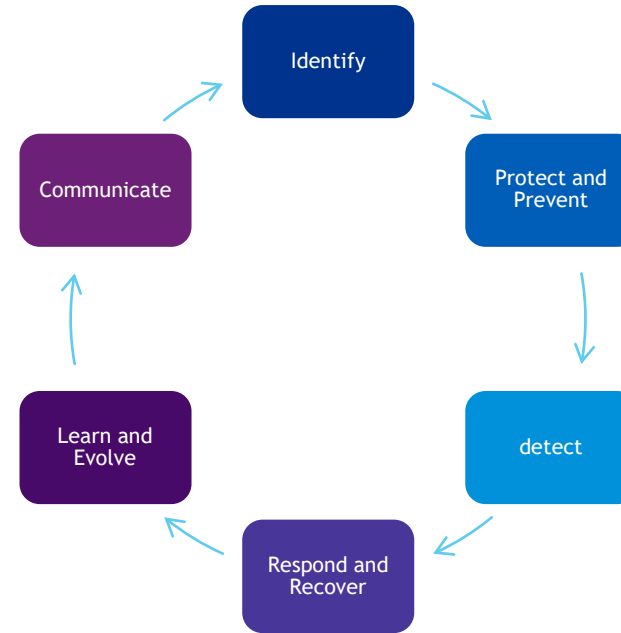 Identify
Protect and
Prevent
detect
Respond and
Recover
Learn and
Evolve
Communicate